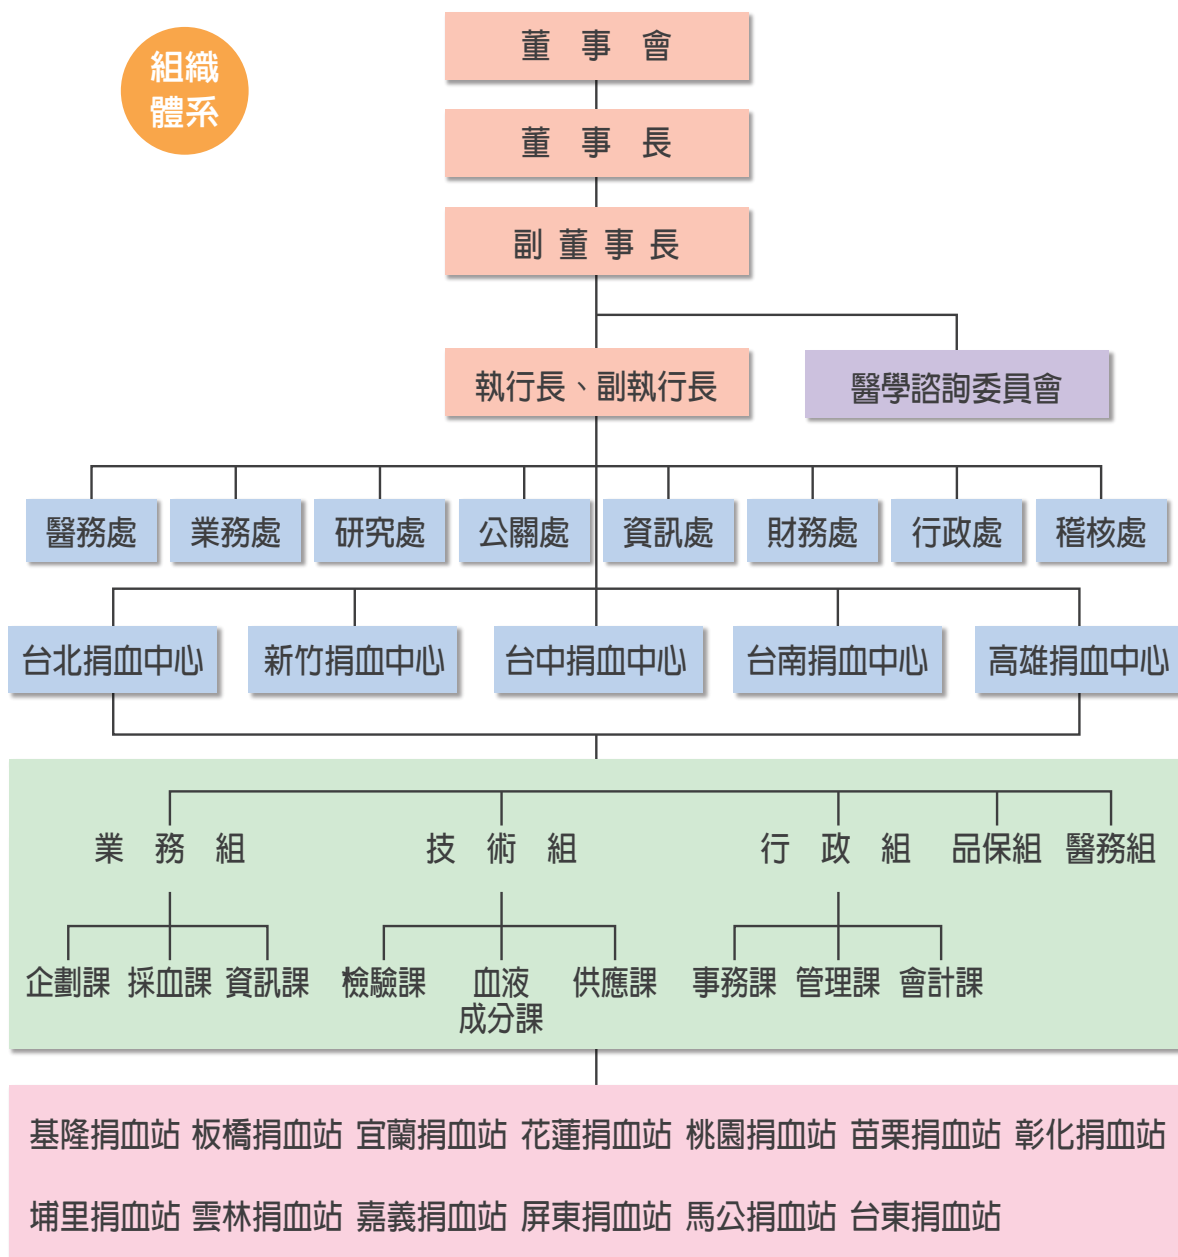 組織
體系
董事會
董事長
副董事長
執行長、副執行長
醫學諮詢委員會
醫務處 業務處 研究處 公關處 資訊處 財務處 行政處 稽核處
台北捐血中心 新竹捐血中心 台中捐血中心 台南捐血中心 高雄捐血中心
業務組 技術組 行政組 品保組 醫務組
企劃課 採血課 資訊課 檢驗課 血液 供應課 事務課 管理課 會計課
成分課
基隆捐血站 板橋捐血站 宜蘭捐血站 花蓮捐血站 桃園捐血站 苗栗捐血站 彰化捐血站
埔里捐血站 雲林捐血站 嘉義捐血站 屏東捐血站 馬公捐血站 台東捐血站